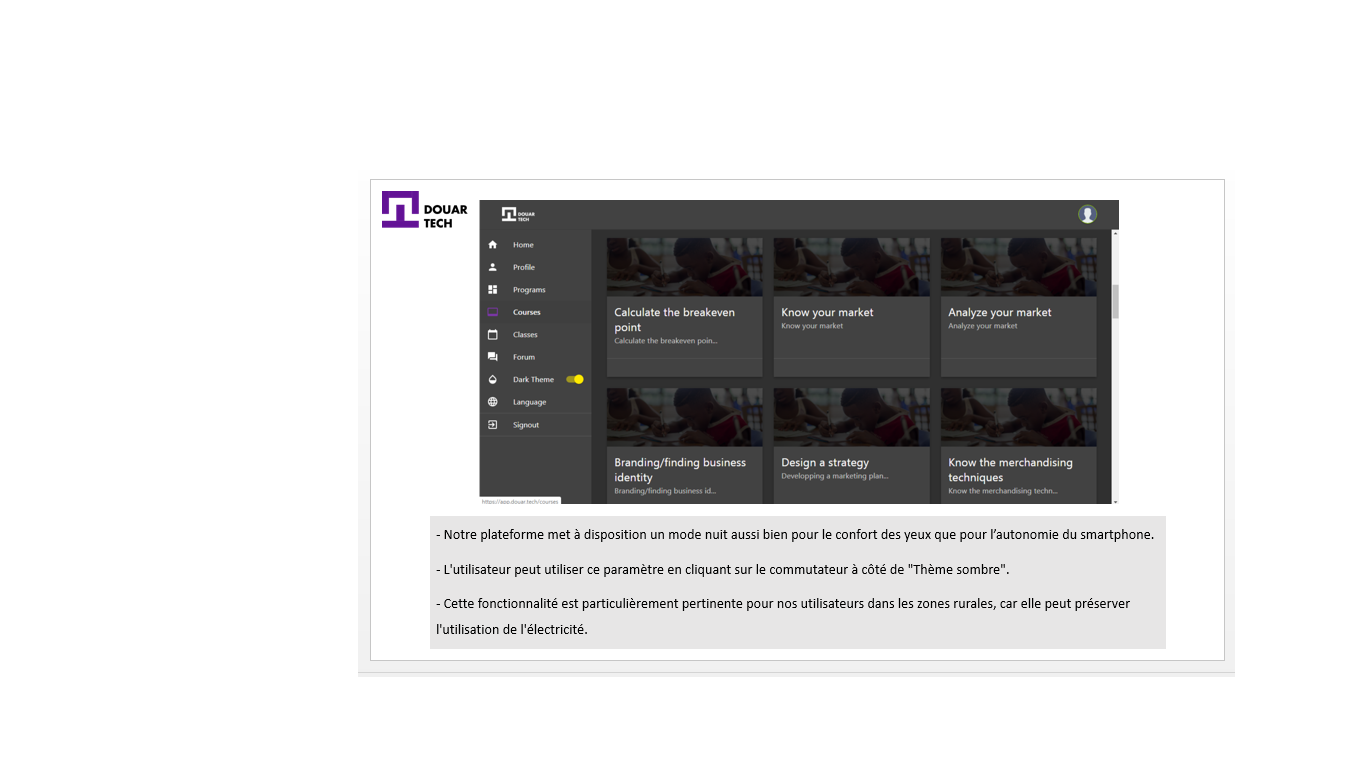 DOUAR
TECH
DOUAR
TECH
Home
Profile
Programs
Courses
Classes
Forum
Dark Theme
Language
Signout
Calculate the breakeven
point
Calculate the breakeven poin...
Know your market
Know your market
Analyze your market
Analyze your market
Branding/finding business
identity
Branding/finding business id...
Design a strategy
Developping a marketing plan...
Know the merchandising
techniques
Know the merchandising techn...
https://app.douar.tech/courses
- Notre plateforme met à disposition un mode nuit aussi bien pour le confort des yeux que pour l’autonomie du smartphone.
- L'utilisateur peut utiliser ce paramètre en cliquant sur le commutateur à côté de "Thème sombre".
- Cette fonctionnalité est particulièrement pertinente pour nos utilisateurs dans les zones rurales, car elle peut préserver
l'utilisation de l'électricité.